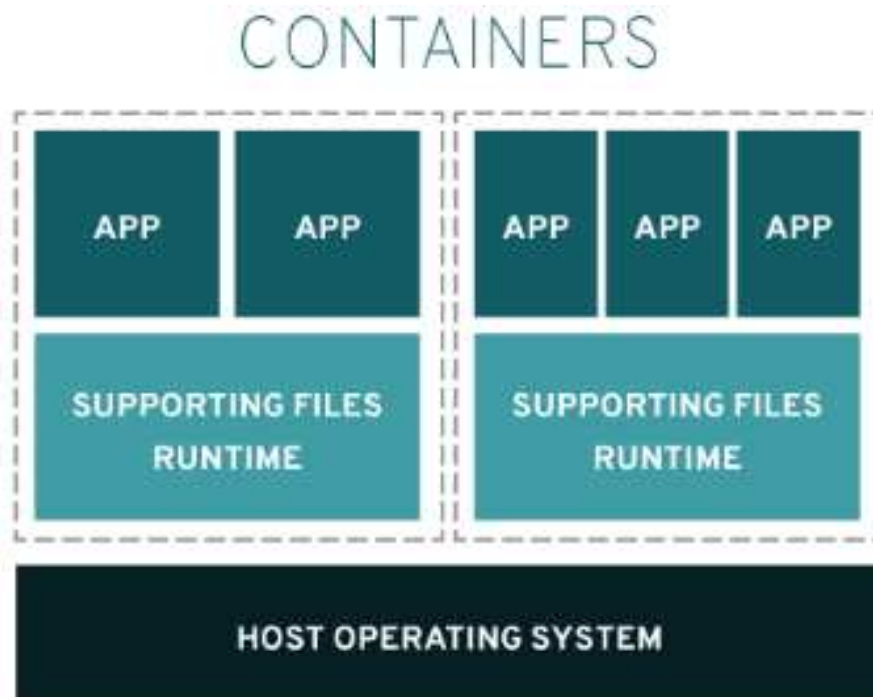 CONTAINERS
APP APP APP APP APP
SUPPORTING FILES
RUNTIME
SUPPORTING FILES
RUNTIME
HOST OPERATING SYSTEM